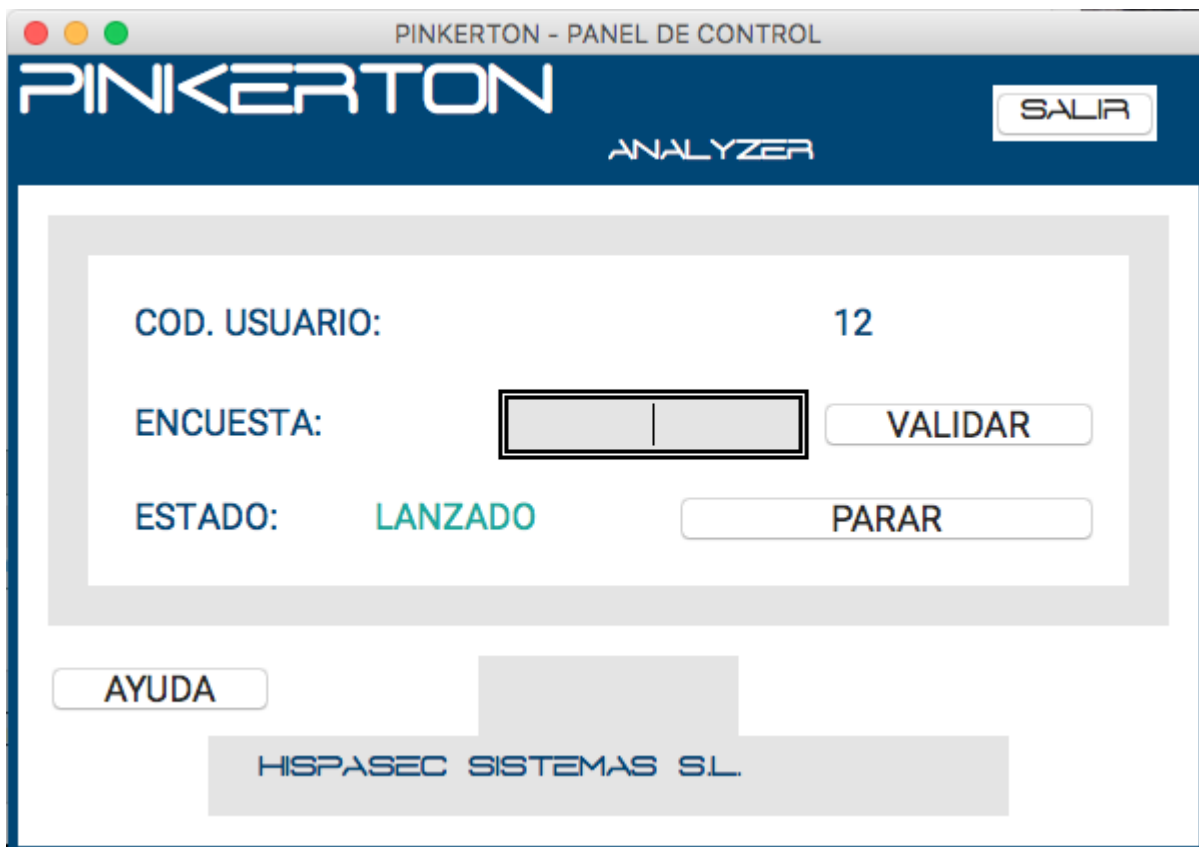 PINKERTON - PANEL DE CONTROL
PINKERTON
ANALYZER
SALIR
COD. USUARIO: 12
ENCUESTA: VALIDAR
ESTADO: LANZADO PARAR
AYUDA
HISPASEC SISTEMAS S.L.